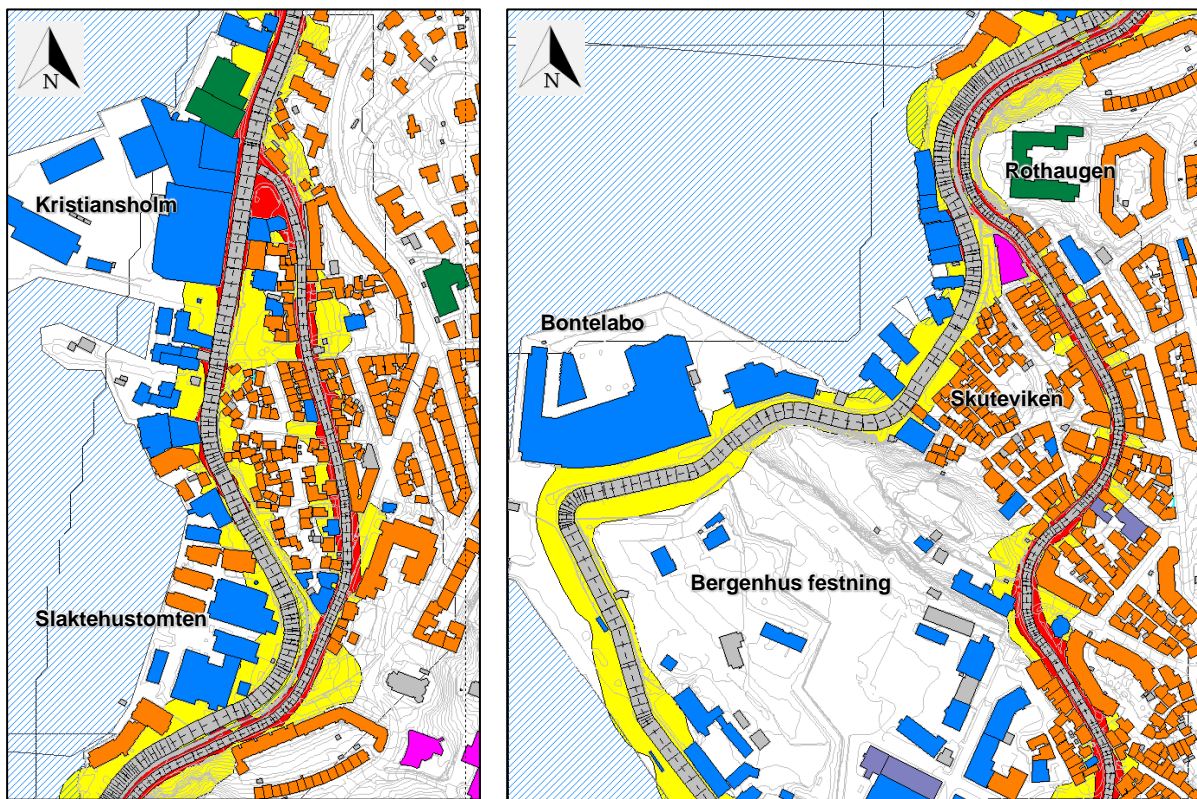 N
Kristiansholm
Slaktehustomten
N
Rothaugen
Bontelabo
Skuteviken
Bergenhus festning